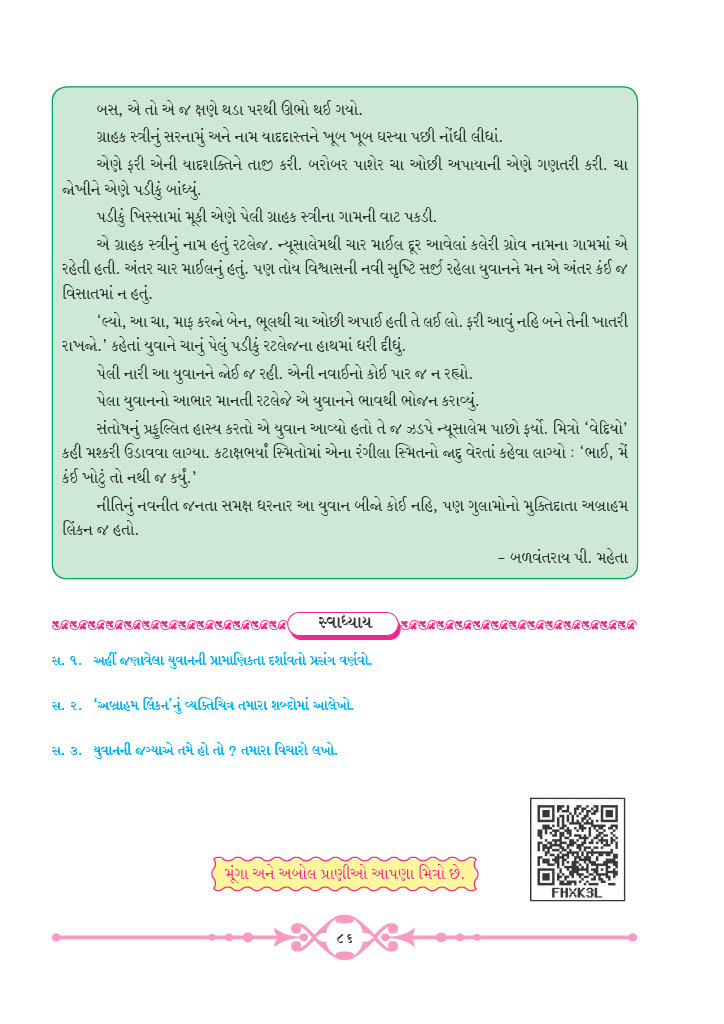 બસ, એ તો એ જ ક્ષણે થડા પરથી ઊભો થઈ ગયો.
ગ્રાહક સ્ત્રીનું સરનામું અને નામ યાદદાસ્તને ખૂબ ખૂબ ઘસ્યા પછી નોંધી લીધાં.
એણે ફરી એની યાદશક્તિને તાજી કરી. બરોબર પાશેર ચા ઓછી અપાયાની એણે ગણતરી કરી. ચા
જોખીને એણે પડીકું બાંધ્યું.
પડીકું ખિસ્સામાં મૂકી એણે પેલી ગ્રાહક સ્ત્રીના ગામની વાટ પકડી.
એ ગ્રાહક સ્ત્રીનું નામ હતું રટલેજ. ન્યૂસાલેમથી ચાર માઈલ દૂર આવેલાં કલેરી ગ્રોવ નામના ગામમાં એ
રહેતી હતી. અંતર ચાર માઈલનું હતું. પણ તોય વિશ્વાસની નવી સૃષ્ટિ સર્જી રહેલા યુવાનને મન એ અંતર કંઈ જ
વિસાતમાં ન હતું.
‘લ્યો, આ ચા, માફ કરજો બેન, ભૂલથી ચા ઓછી અપાઈ હતી તે લઈ લો. ફરી આવું નહિ બને તેની ખાતરી
રાખજો.’ કહેતાં યુવાને ચાનું પેલું પડીકું રટલેજના હાથમાં ધરી દીધું.
પેલી નારી આ યુવાનને જોઈ જ રહી. એની નવાઈનો કોઈ પાર જ ન રહ્યો.
પેલા યુવાનનો આભાર માનતી રટલેજે એ યુવાનને ભાવથી ભોજન કરાવ્યું.
સંતોષનું પ્રફુલ્લિત હાસ્ય કરતો એ યુવાન આવ્યો હતો તે જ ઝડપે ન્યૂસાલેમ પાછો ફર્યો. મિત્રો ‘વેદિયો’
કહી મશ્કરી ઉડાવવા લાગ્યા. કટાક્ષભર્યાં સ્મિતોમાં એના રંગીલા સ્મિતનો જાદુ વેરતાં કહેવા લાગ્યો : ‘ભાઈ, મેં
કંઈ ખોટું તો નથી જ કર્યું.’
નીતિનું નવનીત જનતા સમક્ષ ધરનાર આ યુવાન બીજો કોઈ નહિ, પણ ગુલામોનો મુક્તિદાતા અબ્રાહમ
લિંકન જ હતો.
– બળવંતરાય પી. મહેતા
સ્વાધ્યાય
સ. ૧. અહીં જણાવેલા યુવાનની પ્રામાણિકતા દર્શાવતો પ્રસંગ વર્ણવો.
સ. ૨. ‘અબ્રાહમ લિંકન’નું વ્યક્તિચિત્ર તમારા શબ્દોમાં આલેખો.
સ. ૩. યુવાનની જગ્યાએ તમે હો તો ? તમારા વિચારો લખો.
FHXK3L
મૂંગા અને અબોલ પ્રાણીઓ આપણા મિત્રો છે.
૮૬